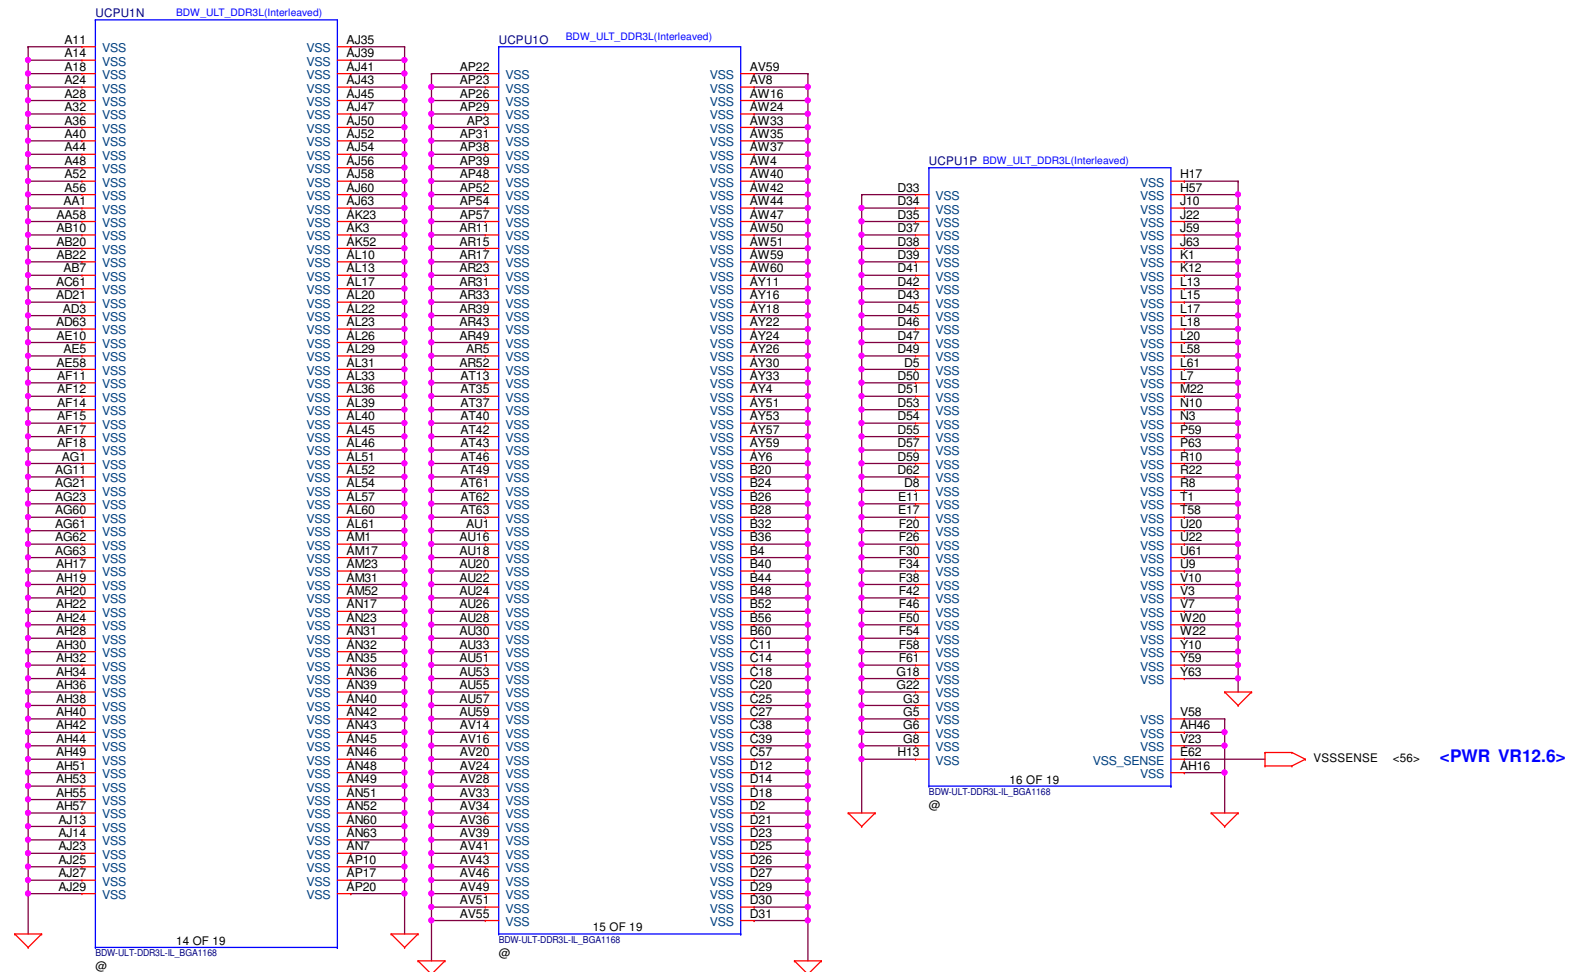 UCPU1N BDW_ULT_DDR3L(Interleaved)
A11 VSS VSS AJ35
A14 VSS VSS AJ39
A18 VSS VSS AJ41
A24 VSS VSS AJ43
A28 VSS VSS AJ45
A32 VSS VSS AJ47
A36 VSS VSS AJ50
A40 VSS VSS AJ52
A44 VSS VSS AJ54
A48 VSS VSS AJ56
A52 VSS VSS AJ58
A56 VSS VSS AJ60
AA1 VSS VSS AJ63
AA58 VSS VSS AK23
AB10 VSS VSS AK3
AB20 VSS VSS AK52
AB22 VSS VSS AL10
AB7 VSS VSS AL13
AC61 VSS VSS AL17
AD21 VSS VSS AL20
AD3 VSS VSS AL22
AD63 VSS VSS AL23
AE10 VSS VSS AL26
AE5 VSS VSS AL29
AE58 VSS VSS AL31
AF11 VSS VSS AL33
AF12 VSS VSS AL36
AF14 VSS VSS AL39
AF15 VSS VSS AL40
AF17 VSS VSS AL45
AF18 VSS VSS AL46
AG1 VSS VSS AL51
AG11 VSS VSS AL52
AG21 VSS VSS AL54
AG23 VSS VSS AL57
AG60 VSS VSS AL60
AG61 VSS VSS AL61
AG62 VSS VSS AM1
AG63 VSS VSS AM17
AH17 VSS VSS AM23
AH19 VSS VSS AM31
AH20 VSS VSS AM52
AH22 VSS VSS AN17
AH24 VSS VSS AN23
AH28 VSS VSS AN31
AH30 VSS VSS AN32
AH32 VSS VSS AN35
AH34 VSS VSS AN36
AH36 VSS VSS AN39
AH38 VSS VSS AN40
AH40 VSS VSS AN42
AH42 VSS VSS AN43
AH44 VSS VSS AN45
AH49 VSS VSS AN46
AH51 VSS VSS AN48
AH53 VSS VSS AN49
AH55 VSS VSS AN51
AH57 VSS VSS AN52
AJ13 VSS VSS AN60
AJ14 VSS VSS AN63
AJ23 VSS VSS AN7
AJ25 VSS VSS AP10
AJ27 VSS VSS AP17
AJ29 VSS VSS AP20
14 OF 19
BDW-ULT-DDR3L-IL_BGA1168
@
UCPU1O BDW_ULT_DDR3L(Interleaved)
AP22 VSS VSS AV59
AP23 VSS VSS AV8
AP26 VSS VSS AW16
AP29 VSS VSS AW24
AP3 VSS VSS AW33
AP31 VSS VSS AW35
AP38 VSS VSS AW37
AP39 VSS VSS AW4
AP48 VSS VSS AW40
AP52 VSS VSS AW42
AP54 VSS VSS AW44
AP57 VSS VSS AW47
AR11 VSS VSS AW50
AR15 VSS VSS AW51
AR17 VSS VSS AW59
AR23 VSS VSS AW60
AR31 VSS VSS AY11
AR33 VSS VSS AY16
AR39 VSS VSS AY18
AR43 VSS VSS AY22
AR49 VSS VSS AY24
AR5 VSS VSS AY26
AR52 VSS VSS AY30
AT13 VSS VSS AY33
AT35 VSS VSS AY4
AT37 VSS VSS AY51
AT40 VSS VSS AY53
AT42 VSS VSS AY57
AT43 VSS VSS AY59
AT46 VSS VSS AY6
AT49 VSS VSS B20
AT61 VSS VSS B24
AT62 VSS VSS B26
AT63 VSS VSS B28
AU1 VSS VSS B32
AU16 VSS VSS B36
AU18 VSS VSS B4
AU20 VSS VSS B40
AU22 VSS VSS B44
AU24 VSS VSS B48
AU26 VSS VSS B52
AU28 VSS VSS B56
AU30 VSS VSS B60
AU33 VSS VSS C11
AU51 VSS VSS C14
AU53 VSS VSS C18
AU55 VSS VSS C20
AU57 VSS VSS C25
AU59 VSS VSS C27
AV14 VSS VSS C38
AV16 VSS VSS C39
AV20 VSS VSS C57
AV24 VSS VSS D12
AV28 VSS VSS D14
AV33 VSS VSS D18
AV34 VSS VSS D2
AV36 VSS VSS D21
AV39 VSS VSS D23
AV41 VSS VSS D25
AV43 VSS VSS D26
AV46 VSS VSS D27
AV49 VSS VSS D29
AV51 VSS VSS D30
AV55 VSS VSS D31
15 OF 19
BDW-ULT-DDR3L-IL_BGA1168
@
UCPU1P BDW_ULT_DDR3L(Interleaved)
VSS H17
D33 VSS VSS H57
D34 VSS VSS J10
D35 VSS VSS J22
D37 VSS VSS J59
D38 VSS VSS J63
D39 VSS VSS K1
D41 VSS VSS K12
D42 VSS VSS L13
D43 VSS VSS L15
D45 VSS VSS L17
D46 VSS VSS L18
D47 VSS VSS L20
D49 VSS VSS L58
D5 VSS VSS L61
D50 VSS VSS L7
D51 VSS VSS M22
D53 VSS VSS N10
D54 VSS VSS N3
D55 VSS VSS P59
D57 VSS VSS P63
D59 VSS VSS R10
D62 VSS VSS R22
D8 VSS VSS R8
E11 VSS VSS T1
E17 VSS VSS T58
F20 VSS VSS U20
F26 VSS VSS U22
F30 VSS VSS U61
F34 VSS VSS U9
F38 VSS VSS V10
F42 VSS VSS V3
F46 VSS VSS V7
F50 VSS VSS W20
F54 VSS VSS W22
F58 VSS VSS Y10
F61 VSS VSS Y59
G18 VSS VSS Y63
G22 VSS
G3 VSS
G5 VSS VSS V58
G6 VSS VSS AH46
G8 VSS VSS V23
H13 VSS VSS_SENSE E62 VSSSENSE <56> <PWR VR12.6>
VSS AH16
16 OF 19
BDW-ULT-DDR3L-IL_BGA1168
@